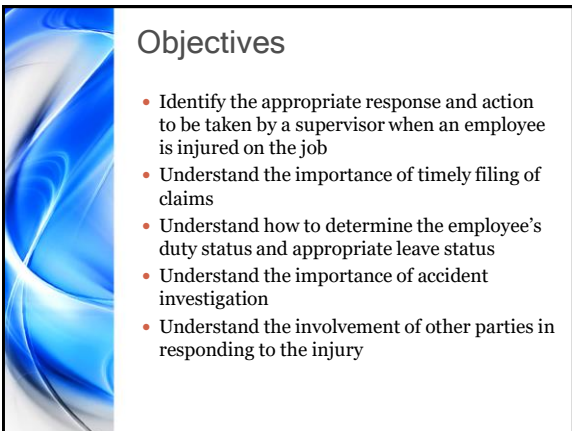 Objectives
• Identify the appropriate response and action
to be taken by a supervisor when an employee
is injured on the job
• Understand the importance of timely filing of
claims
• Understand how to determine the employee’s
duty status and appropriate leave status
• Understand the importance of accident
investigation
• Understand the involvement of other parties in
responding to the injury